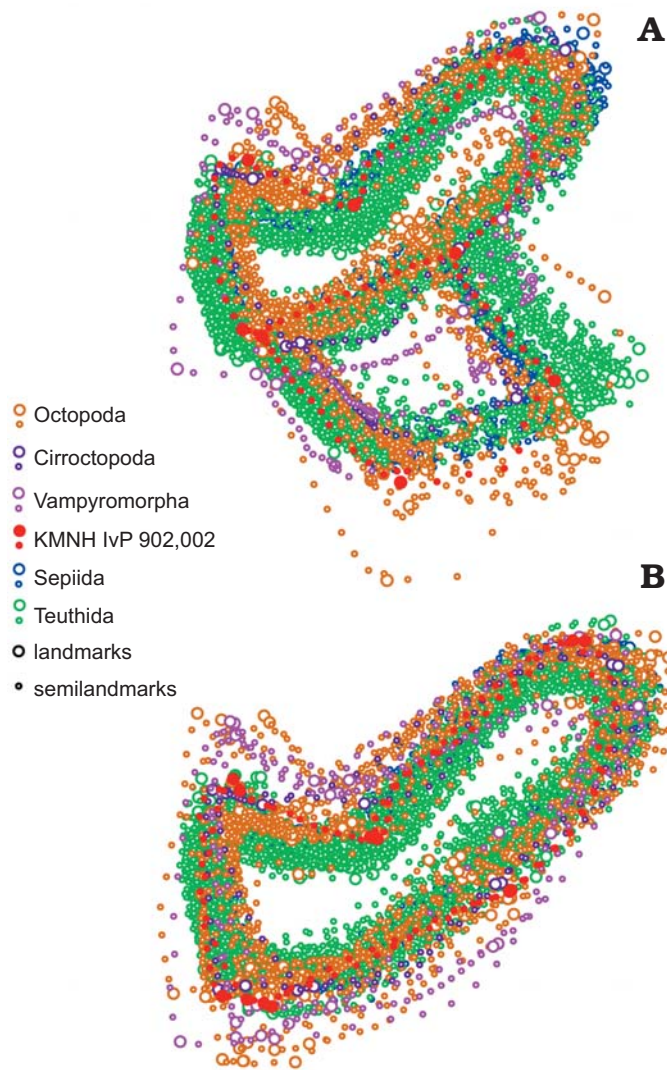 A
Octopoda
Cirroctopoda
Vampyromorpha
KMNH IvP 902,002
Sepiida
Teuthida
landmarks
semilandmarks
B